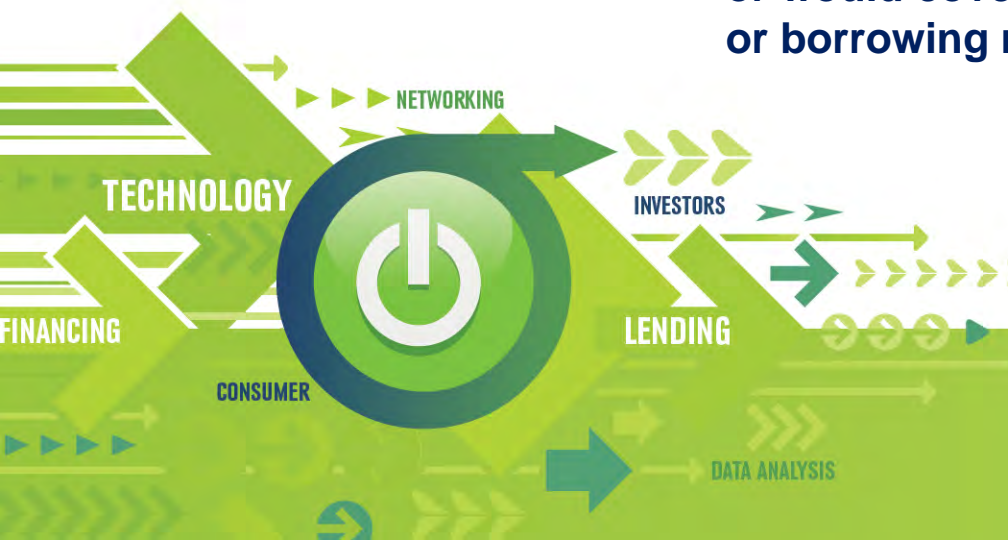 or borrowing
NETWORKING
TECHNOLOGY
INVESTORS
FINANCING
LENDING
CONSUMER
DATA ANALYSIS